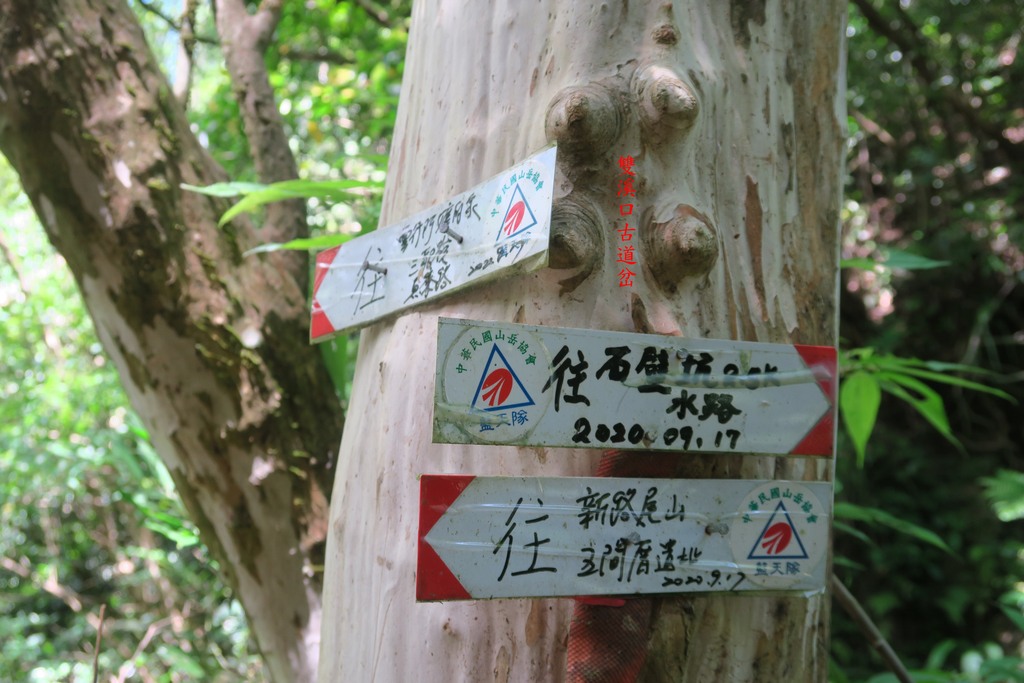 雙溪口古道岔
中華民國山岳協會
往
2020.9.17
中華民國山岳協會
藍天隊
往石壁坑
水路
2020.09.17
往
新路尾山
五間厝遺址
2020.9.17
中華民國山岳協會
藍天隊